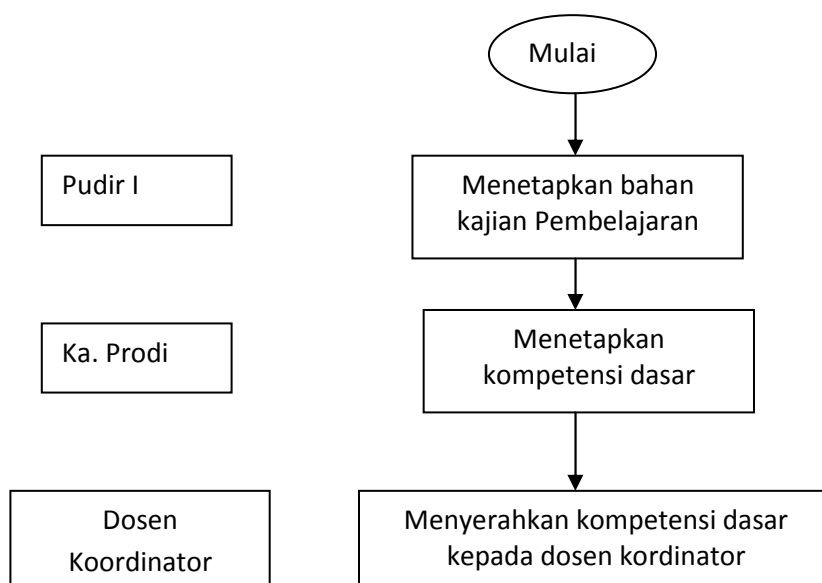 Mulai
Pudir I
Menetapkan bahan
kajian Pembelajaran
Ka. Prodi
Menetapkan
kompetensi dasar
Dosen
Koordinator
Menyerahkan kompetensi dasar
kepada dosen kordinator